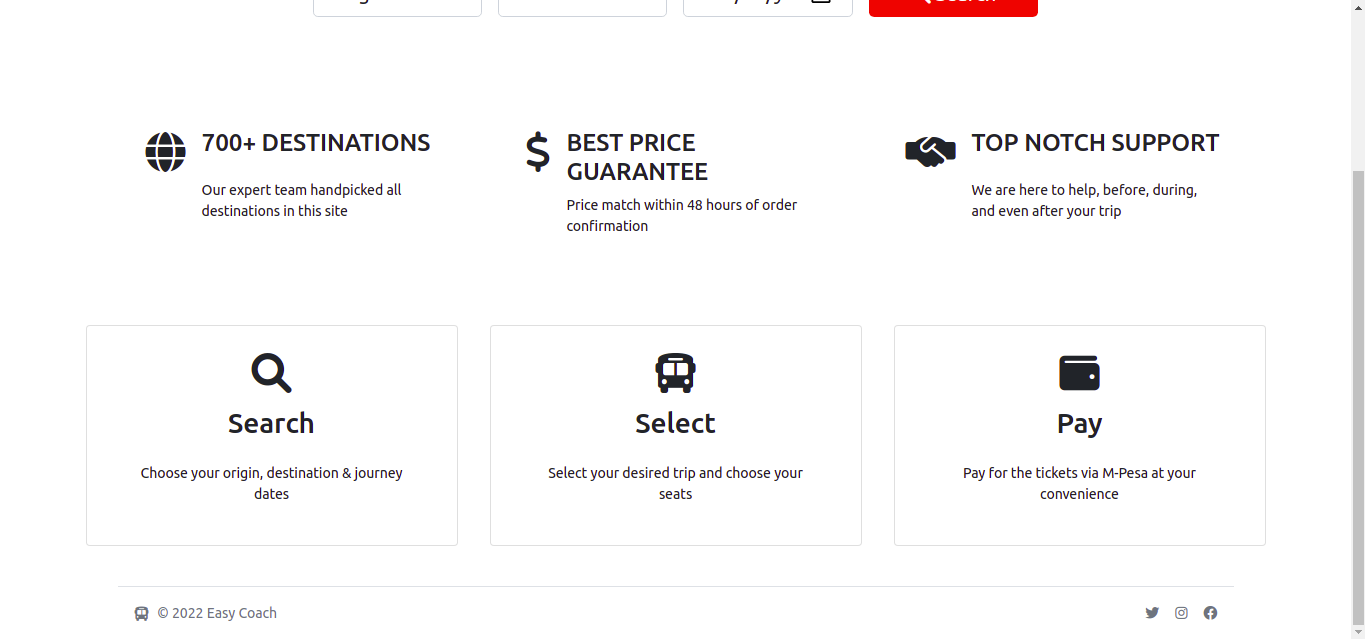 700+ DESTINATIONS
Our expert team handpicked all
destinations in this site
BEST PRICE
GUARANTEE
Price match within 48 hours of order
confirmation
TOP NOTCH SUPPORT
We are here to help, before, during,
and even after your trip
Search
Choose your origin, destination & journey
dates
Select
Select your desired trip and choose your
seats
Pay
Pay for the tickets via M-Pesa at your
convenience
© 2022 Easy Coach